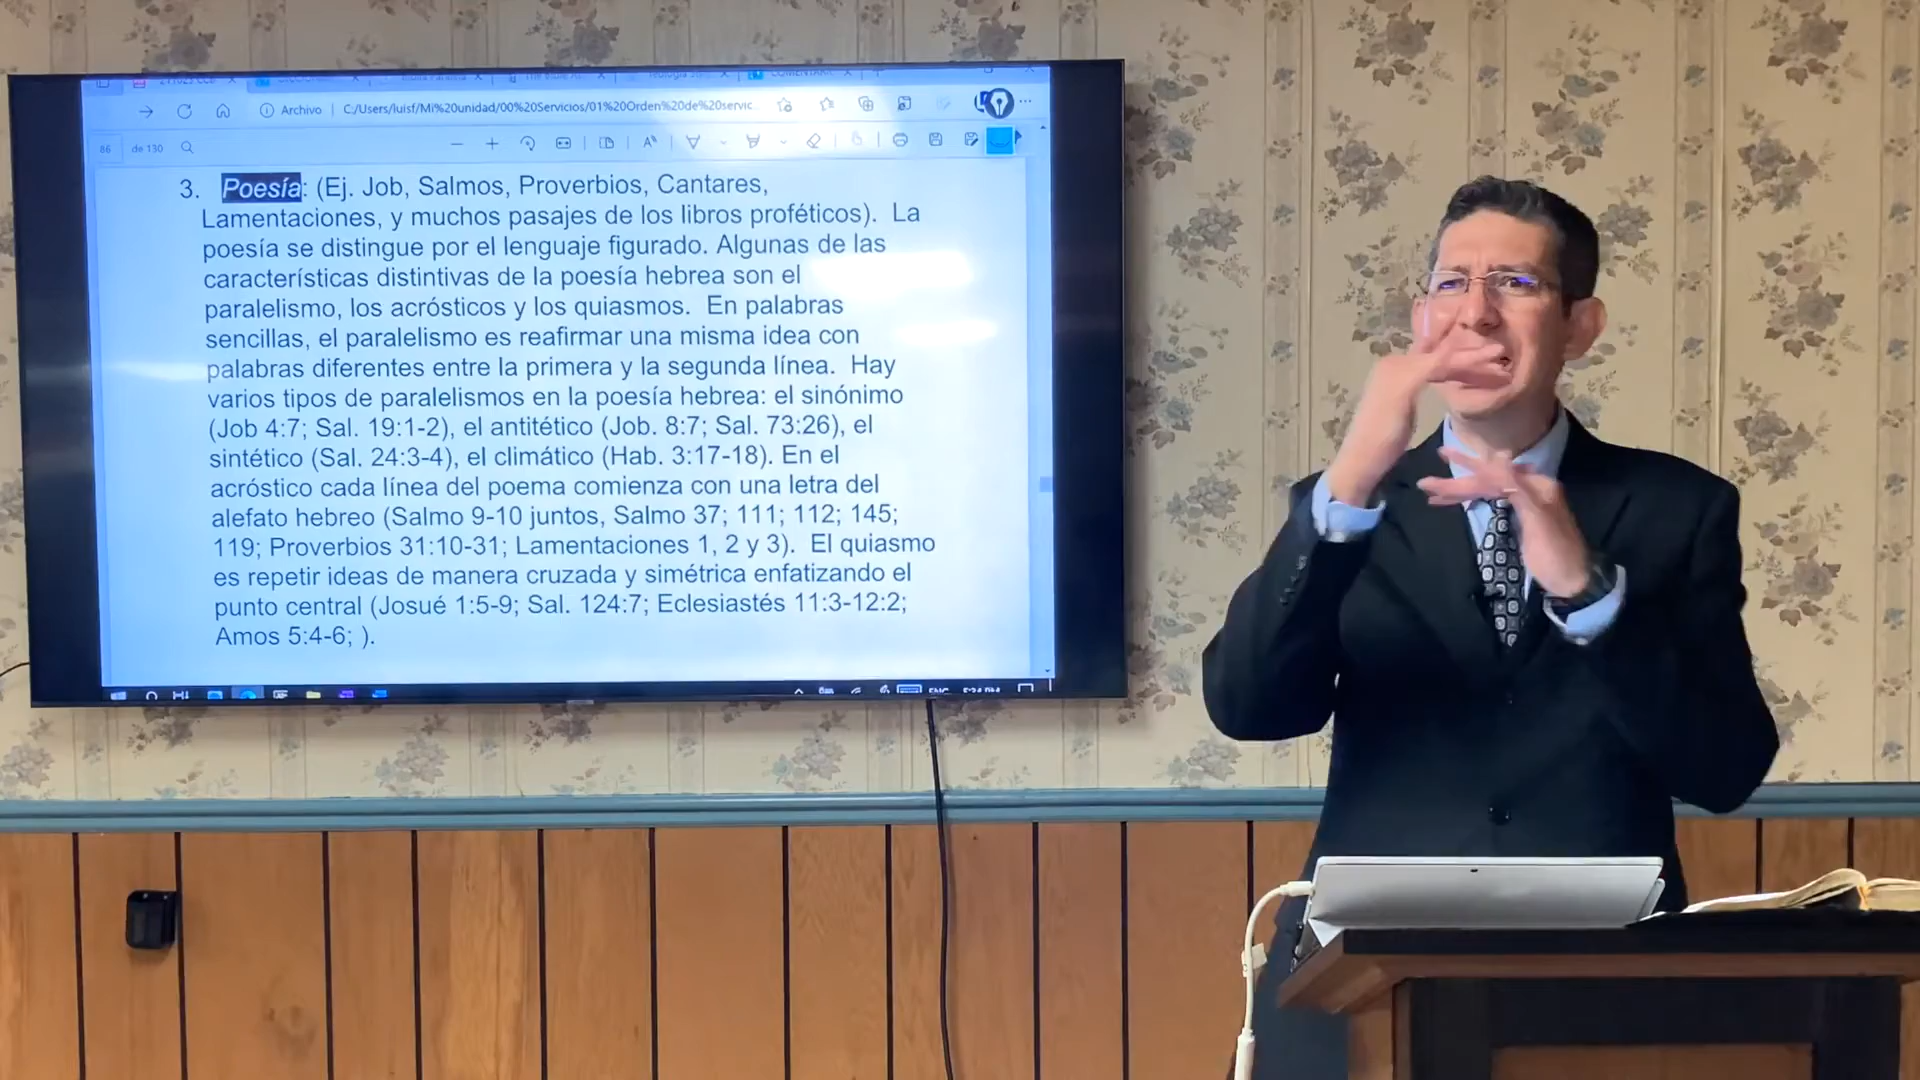 Archivo
C:/Users/luisf/Mi%20unidad/00%20Servicios/01%20Orden%20de%20servic...
86 de 130
3. Poesía: (Ej. Job, Salmos, Proverbios, Cantares,
Lamentaciones, y muchos pasajes de los libros proféticos). La
poesía se distingue por el lenguaje figurado. Algunas de las
características distintivas de la poesía hebrea son el
paralelismo, los acrósticos y los quiasmos. En palabras
sencillas, el paralelismo es reafirmar una misma idea con
palabras diferentes entre la primera y la segunda línea. Hay
varios tipos de paralelismos en la poesía hebrea: el sinónimo
(Job 4:7; Sal. 19:1-2), el antitético (Job. 8:7; Sal. 73:26), el
sintético (Sal. 24:3-4), el climático (Hab. 3:17-18). En el
acróstico cada línea del poema comienza con una letra del
alefato hebreo (Salmo 9-10 juntos, Salmo 37; 111; 112; 145;
119; Proverbios 31:10-31; Lamentaciones 1, 2 y 3). El quiasmo
es repetir ideas de manera cruzada y simétrica enfatizando el
punto central (Josué 1:5-9; Sal. 124:7; Eclesiastés 11:3-12:2;
Amos 5:4-6; ).